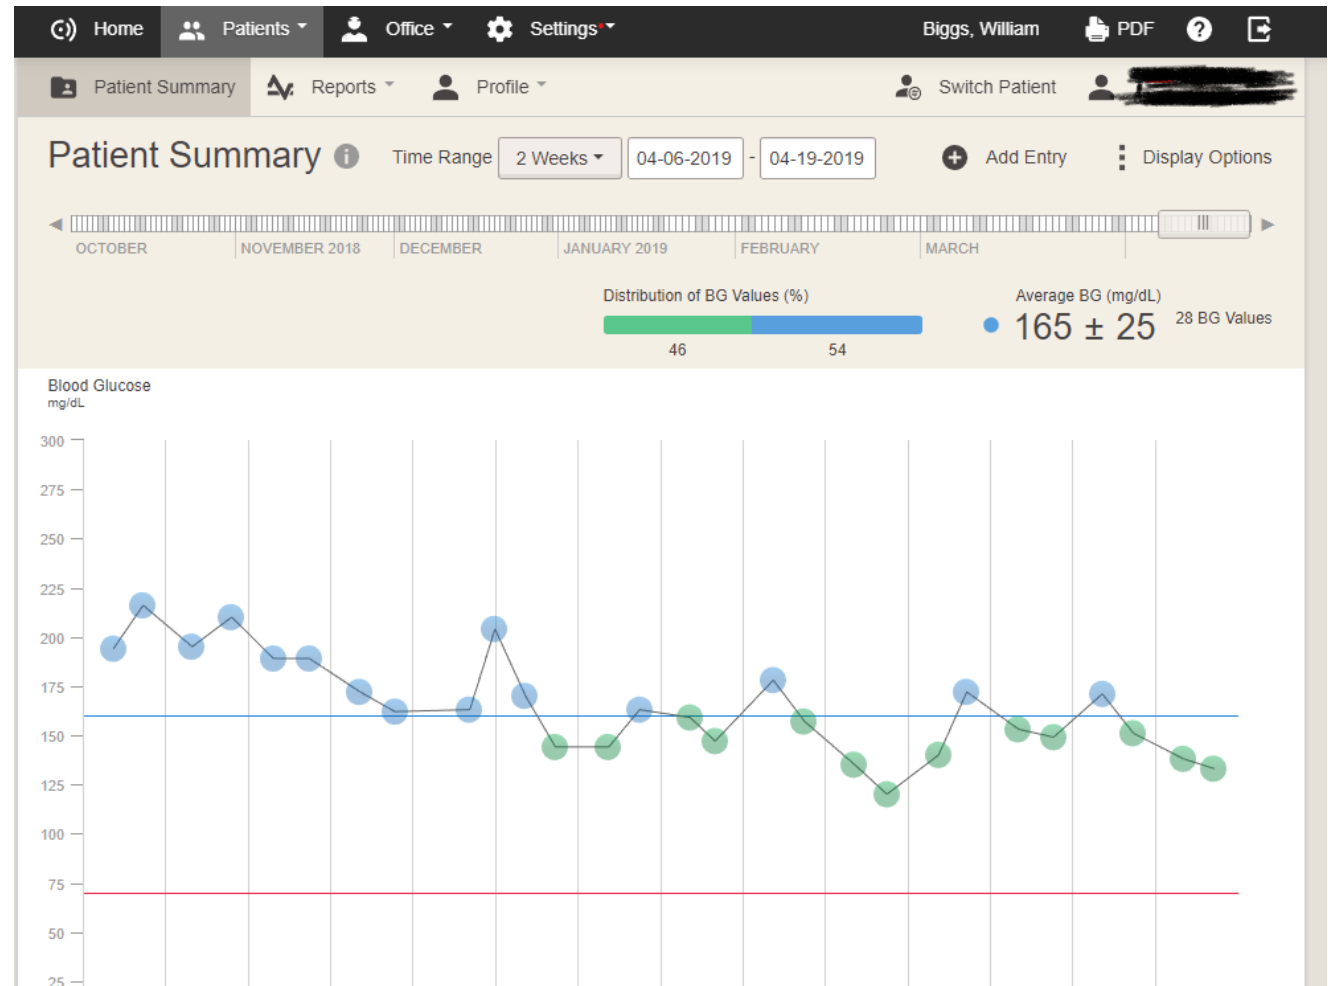 Home Patients Office Settings Biggs, William PDF ?
Patient Summary Reports Profile Switch Patient
Patient Summary i Time Range 2 Weeks 04-06-2019 - 04-19-2019 Add Entry Display Options
OCTOBER NOVEMBER 2018 DECEMBER JANUARY 2019 FEBRUARY MARCH
Distribution of BG Values (%) Average BG (mg/dL)
165 ± 25 28 BG Values
46 54
Blood Glucose
mg/dL
300
275
250
225
200
175
150
125
100
75
50
25